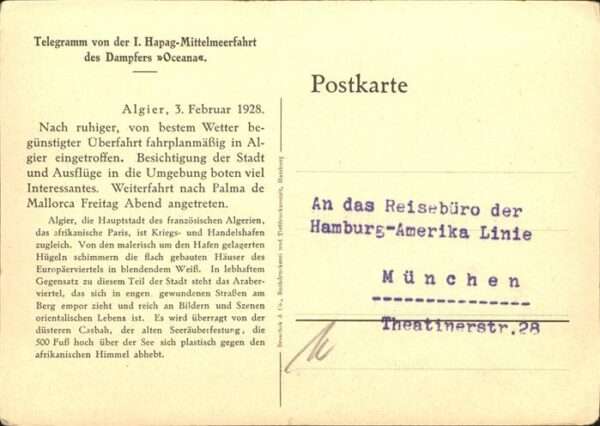 Telegramm von der I. Hapag-Mittelmeerfahrt
des Dampfers »Oceana«.
Algier, 3. Februar 1928.
Nach ruhiger, von bestem Wetter be-
günstigter Überfahrt fahrplanmäßig in Al-
gier eingetroffen. Besichtigung der Stadt
und Ausflüge in die Umgebung boten viel
Interessantes. Weiterfahrt nach Palma de
Mallorca Freitag Abend angetreten.
Algier, die Hauptstadt des französischen Algerien,
das afrikanische Paris, ist Kriegs- und Handelshafen
zugleich. Von den malerisch um den Hafen gelagerten
Hügeln schimmern die flach gebauten Häuser des
Europäerviertels in blendendem Weiß. In lebhaftem
Gegensatz zu diesem Teil der Stadt steht das Araber-
viertel, das sich in engen gewundenen Straßen am
Berg empor zieht und reich an Bildern und Szenen
orientalischen Lebens ist. Es wird überragt von der
düsteren Casbah, der alten Seeräuberfestung, die
500 Fuß hoch über der See sich plastisch gegen den
afrikanischen Himmel abhebt.
& Co., Buchdruckerei und Tiefdruckanstalt, Hamburg
Postkarte
An das Reisebüro der
Hamburg-Amerika Linie
München
Theatinerstr.28